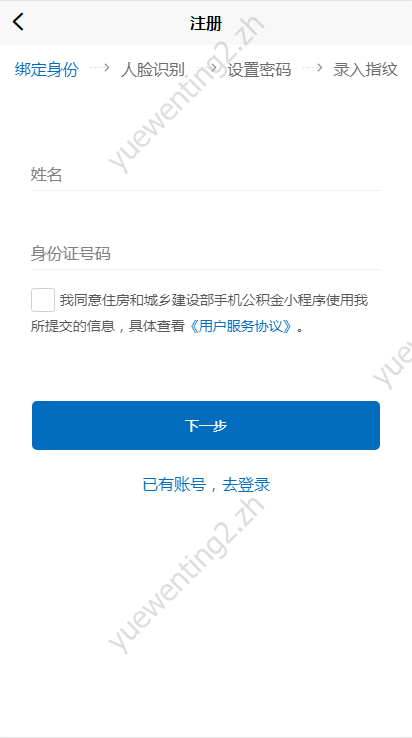 注册
绑定身份 人脸识别 设置密码 录入指纹
yuewenting2.zh
姓名
身份证号码
我同意住房和城乡建设部手机公积金小程序使用我
所提交的信息，具体查看《用户服务协议》。
yuewe
下一步
已有账号，去登录
yuewenting2.zh